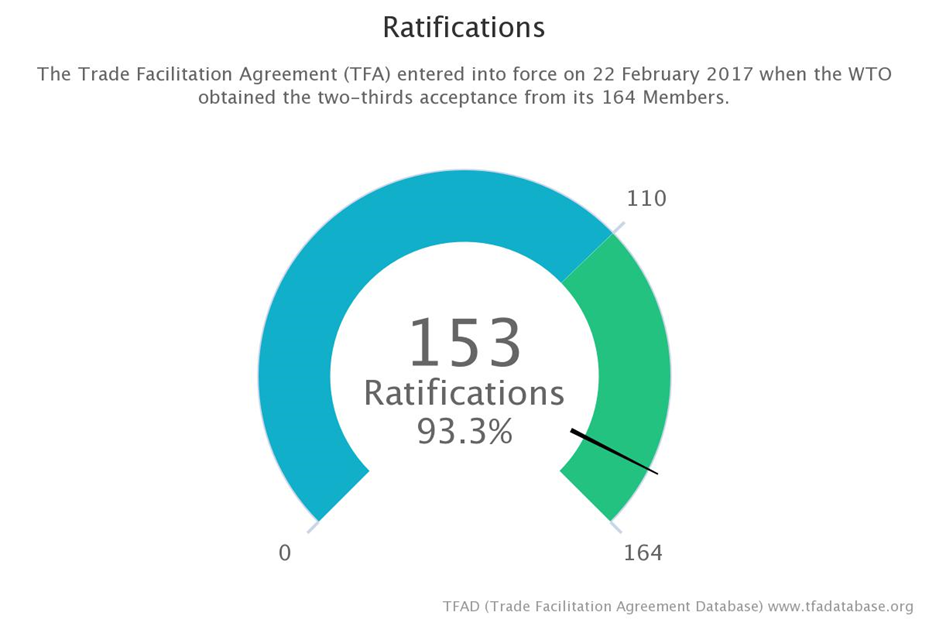 Ratifications
The Trade Facilitation Agreement (TFA) entered into force on 22 February 2017 when the WTO
obtained the two-thirds acceptance from its 164 Members.
110
153
Ratifications
93.3%
0
164
TFAD (Trade Facilitation Agreement Database) www.tfadatabase.org